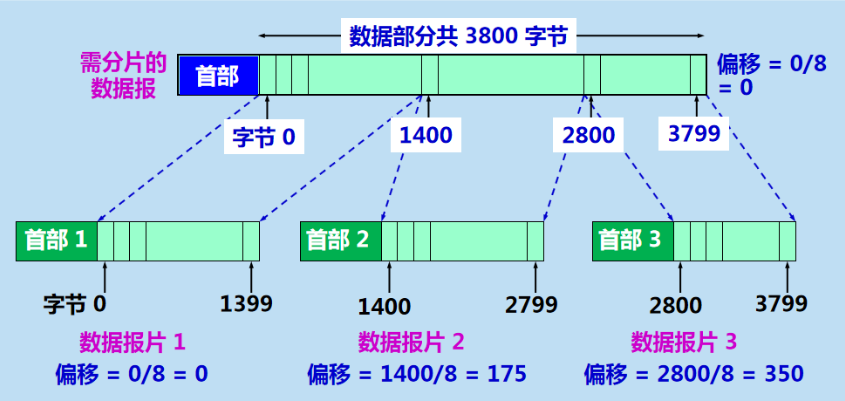 数据部分共 3800 字节
需分片的
数据报
首部
偏移 = 0/8
= 0
字节 0
1400
2800
3799
首部 1
首部 2
首部 3
字节 0
1399
1400
2799
2800
3799
数据报片 1
数据报片 2
数据报片 3
偏移 = 0/8 = 0
偏移 = 1400/8 = 175
偏移 = 2800/8 = 350